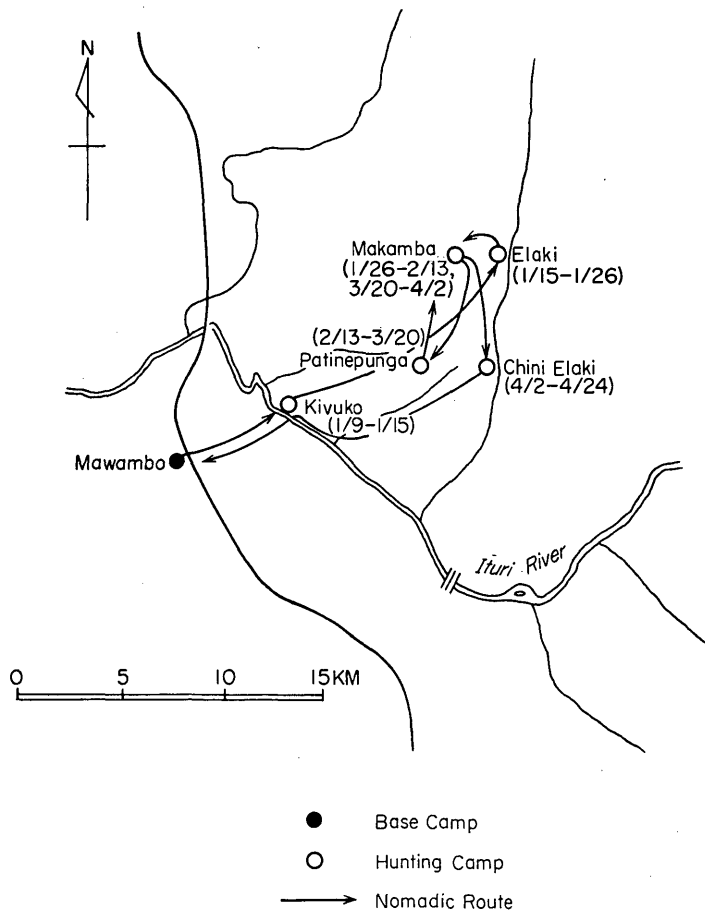 N
Makamba
(1/26-2/13,
3/20-4/2)
Elaki
(1/15-1/26)
(2/13-3/20)
Patinepunga
Chini Elaki
(4/2-4/24)
Kivuko
(1/9-1/15)
Mawambo
Ituri River
0 5 10 15KM
Base Camp
Hunting Camp
Nomadic Route